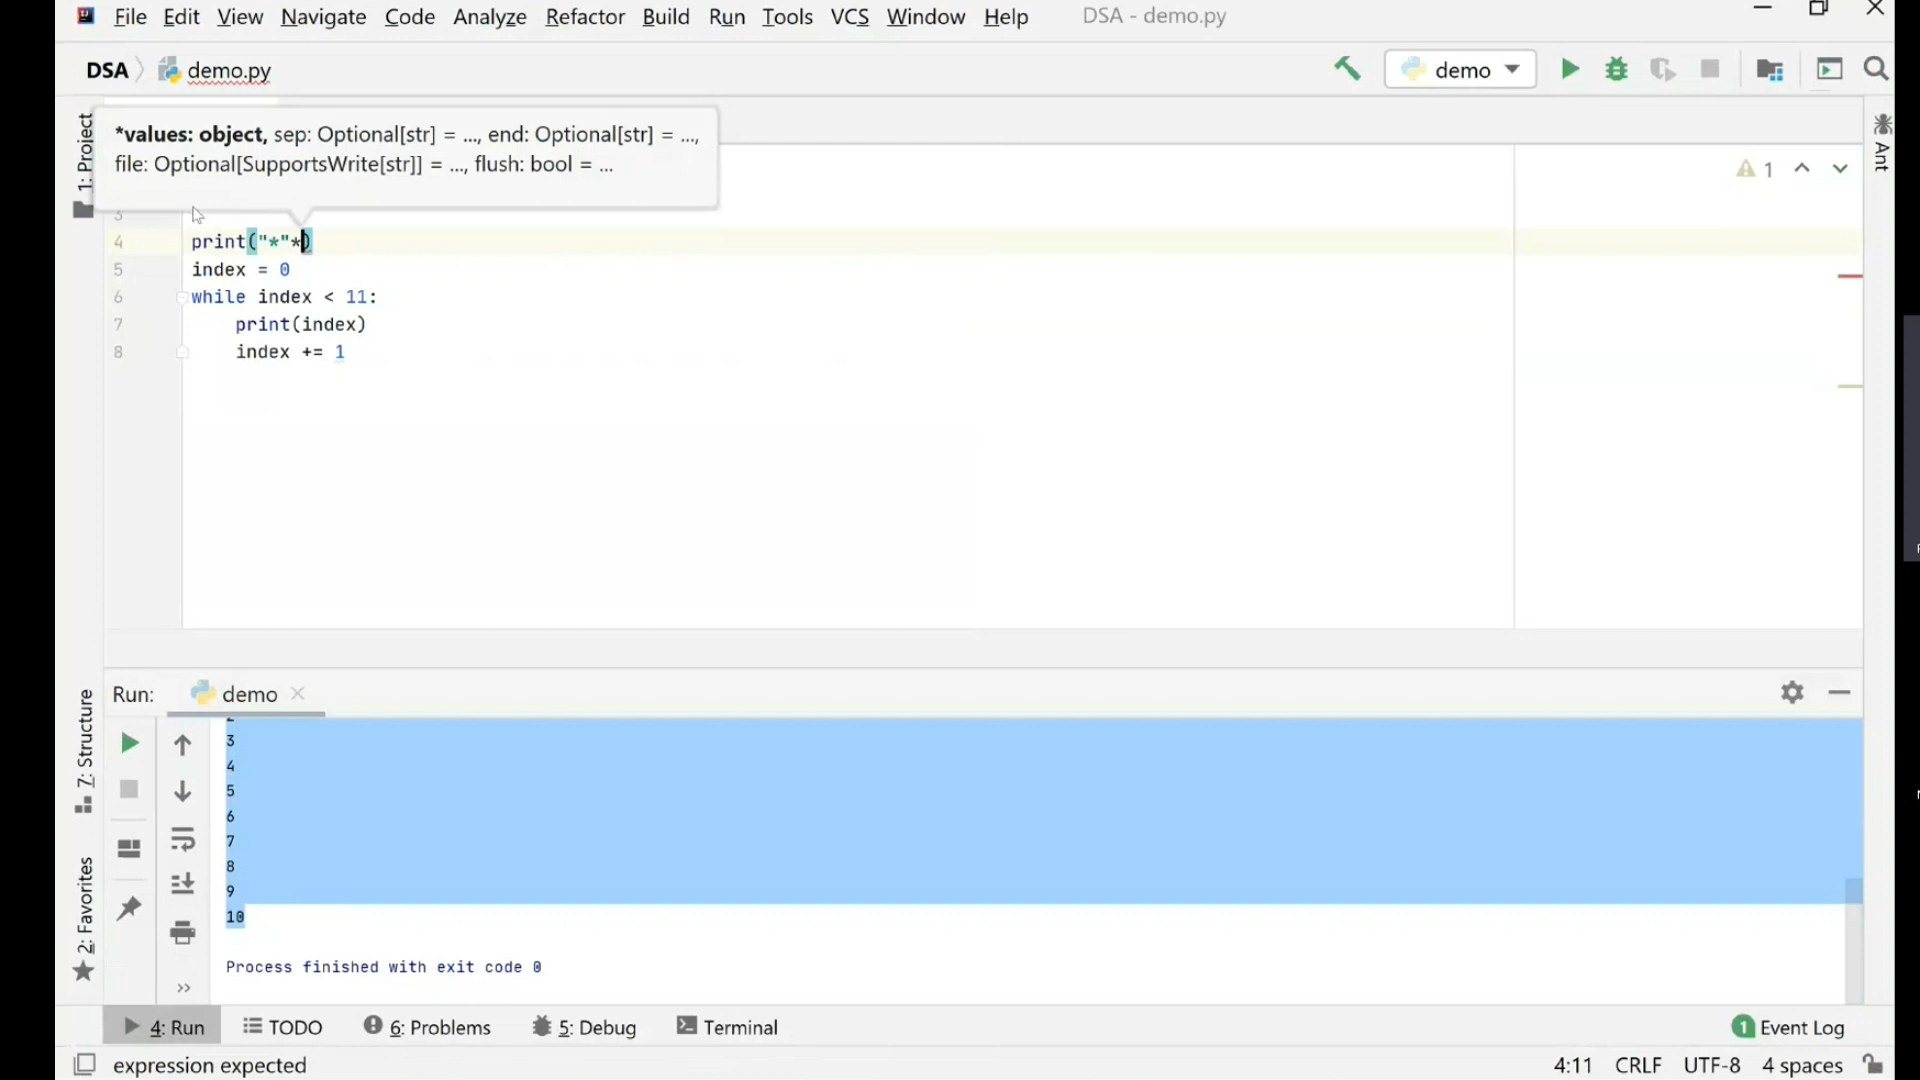 File Edit View Navigate Code Analyze Refactor Build Run Tools VCS Window Help DSA - demo.py
DSA demo.py demo
1: Project
Ant
*values: object, sep: Optional[str] = ..., end: Optional[str] = ...,
file: Optional[SupportsWrite[str]] = ..., flush: bool = ...
1
3
4 print("*"*)
5 index = 0
6 while index < 11:
7 print(index)
8 index += 1
7: Structure
2: Favorites
Run: demo
3
4
5
6
7
8
9
10
Process finished with exit code 0
4: Run TODO 6: Problems 5: Debug Terminal 1 Event Log
expression expected 4:11 CRLF UTF-8 4 spaces